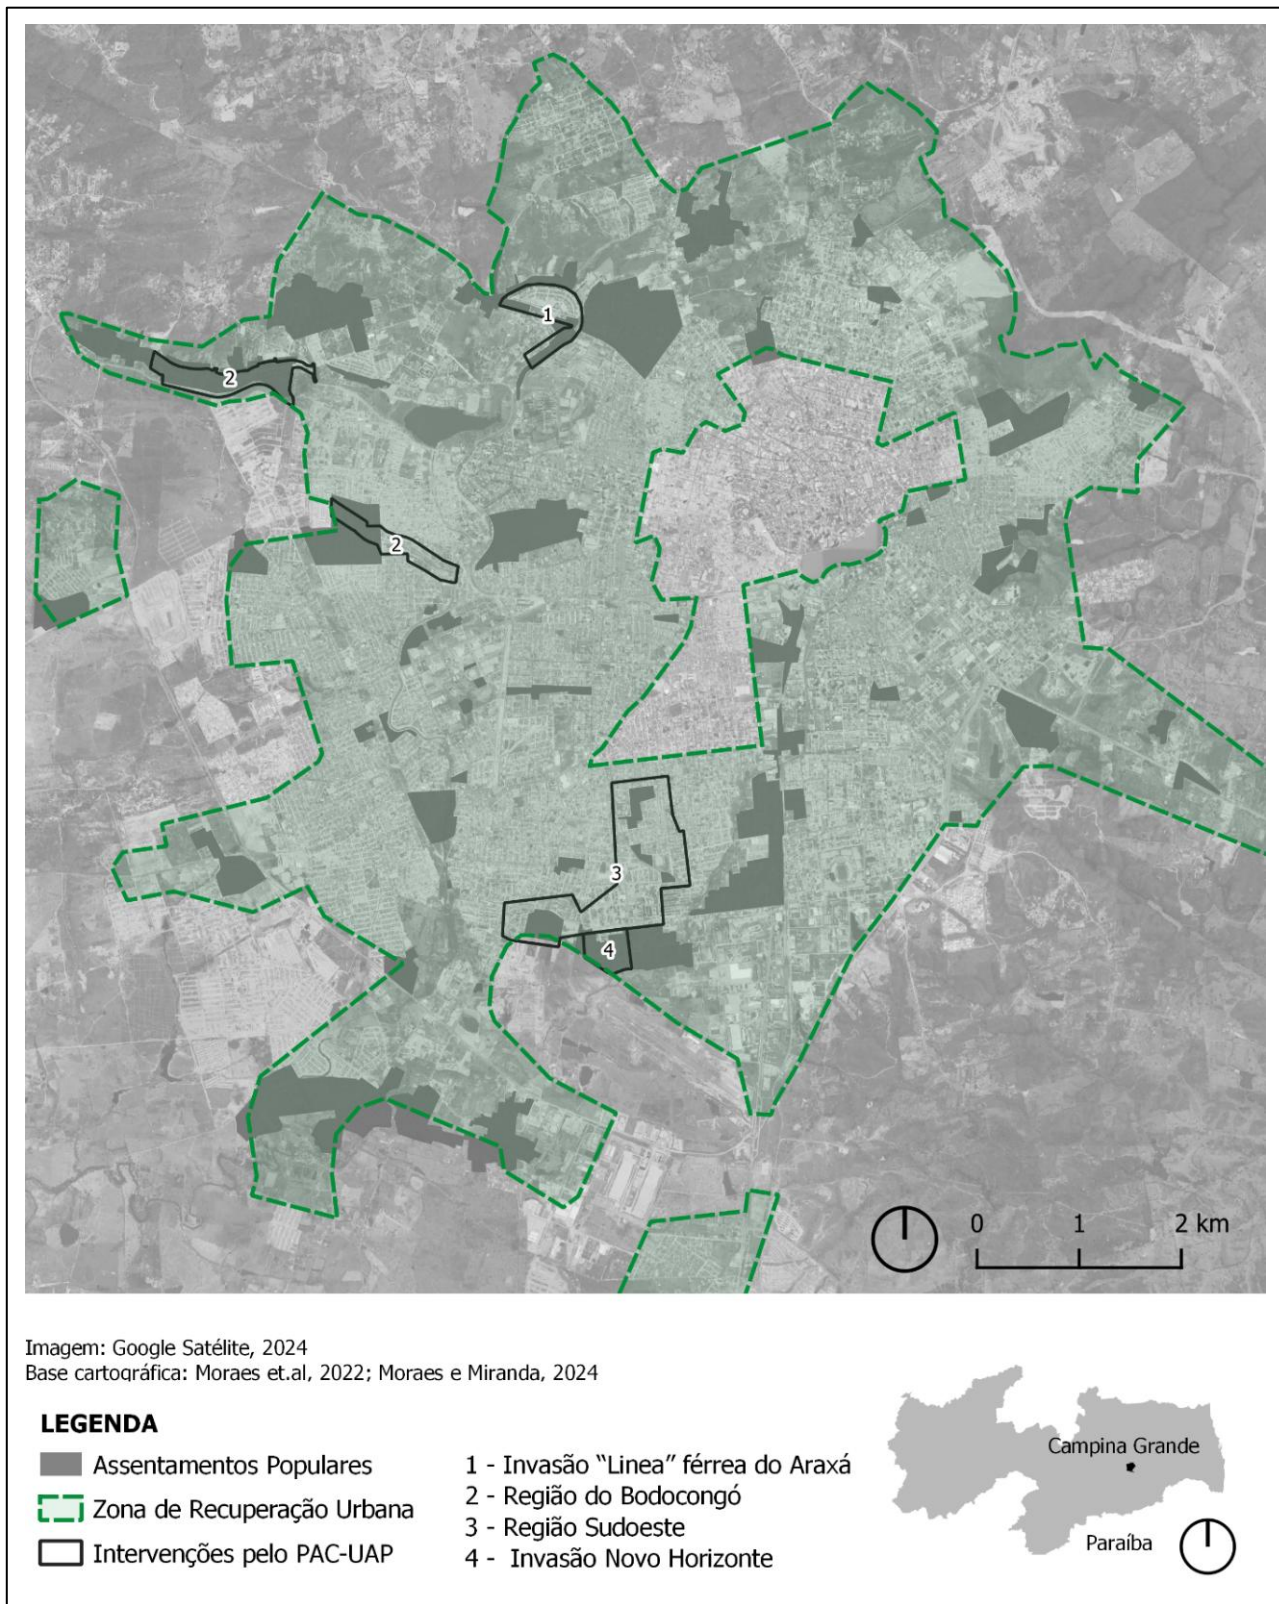 1
2
2
3
4
0 1 2 km
Imagem: Google Satélite, 2024
Base cartográfica: Moraes et.al, 2022; Moraes e Miranda, 2024
LEGENDA
Assentamentos Populares
Zona de Recuperação Urbana
Intervenções pelo PAC-UAP
1 - Invasão “Linea” férrea do Araxá
2 - Região do Bodocongó
3 - Região Sudoeste
4 - Invasão Novo Horizonte
Campina Grande
Paraíba